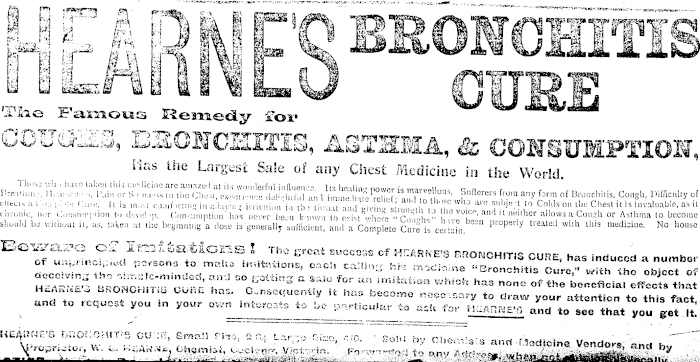 HEARNE'S BRONCHITIS CURE
The Famous Remedy for
COUGHS, BRONCHITIS, ASTHMA, & CONSUMPTION,
Has the Largest Sale of any Chest Medicine in the World.
Those who have taken this medicine are amazed at its wonderful influence. Its healing power is marvellous. Sufferers from any form of Bronchitis, Cough, Difficulty of
Breathing, Hoarseness, Pain or Soreness in the Chest, experience delightful and immediate relief; and to those who are subject to Colds on the Chest it is invaluable, as it
effects a Complete Cure. It is most comforting in allaying irritation in the throat and giving strength to the voice, and it neither allows a Cough or Asthma to become
chronic, nor Consumption to develop. Consumption has never been known to exist where "Coughs" have been properly treated with this medicine. No house
should be without it, as, taken at the beginning a dose is generally sufficient, and a Complete Cure is certain.
Beware of Imitations! The great success of HEARNE'S BRONCHITIS CURE, has induced a number
of unprincipled persons to make imitations, each calling his medicine "Bronchitis Cure," with the object of
deceiving the simple-minded, and so getting a sale for an imitation which has none of the beneficial effects that
HEARNE'S BRONCHITIS CURE has. Consequently it has become necessary to draw your attention to this fact,
and to request you in your own interests to be particular to ask for HEARNE'S and to see that you get it.
HEARNE'S BRONCHITIS CURE, Small Size, Large Size, Sold by Chemists and Medicine Vendors, and by
Proprietor, W. G. HEARNE, Chemist, Geelong, Victoria. Forwarded to any Address when not obtainable locally